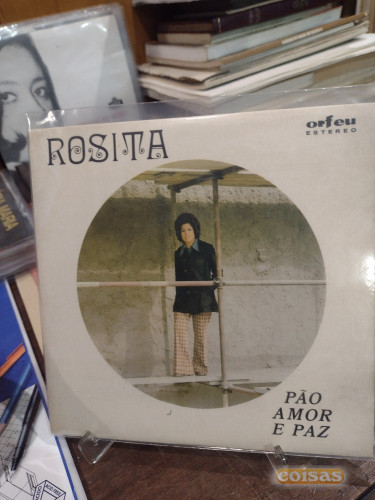 ROSITA
orfeu
ESTEREO
PÃO
AMOR
E PAZ
coisas